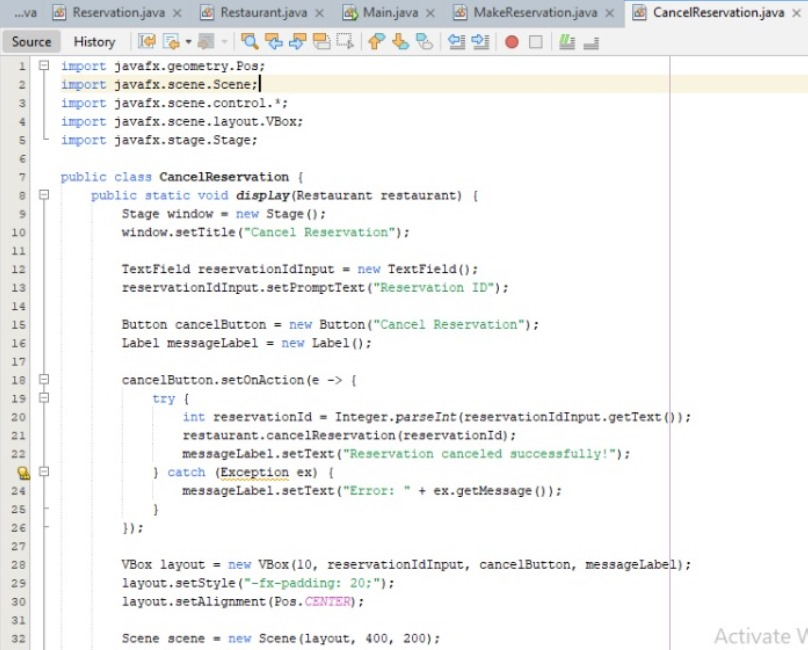 ...va Reservation.java × Restaurant.java × Main.java × MakeReservation.java × CancelReservation.java ×
Source History
1 import javafx.geometry.Pos;
2 import javafx.scene.Scene;
3 import javafx.scene.control.*;
4 import javafx.scene.layout.VBox;
5 import javafx.stage.Stage;
6
7 public class CancelReservation {
8 public static void display(Restaurant restaurant) {
9 Stage window = new Stage();
10 window.setTitle("Cancel Reservation");
11
12 TextField reservationIdInput = new TextField();
13 reservationIdInput.setPromptText("Reservation ID");
14
15 Button cancelButton = new Button("Cancel Reservation");
16 Label messageLabel = new Label();
17
18 cancelButton.setOnAction(e -> {
19 try {
20 int reservationId = Integer.parseInt(reservationIdInput.getText());
21 restaurant.cancelReservation(reservationId);
22 messageLabel.setText("Reservation canceled successfully!");
} catch (Exception ex) {
24 messageLabel.setText("Error: " + ex.getMessage());
25 }
26 });
27
28 VBox layout = new VBox(10, reservationIdInput, cancelButton, messageLabel);
29 layout.setStyle("-fx-padding: 20;");
30 layout.setAlignment(Pos.CENTER);
31
32 Scene scene = new Scene(layout, 400, 200);
Activate W